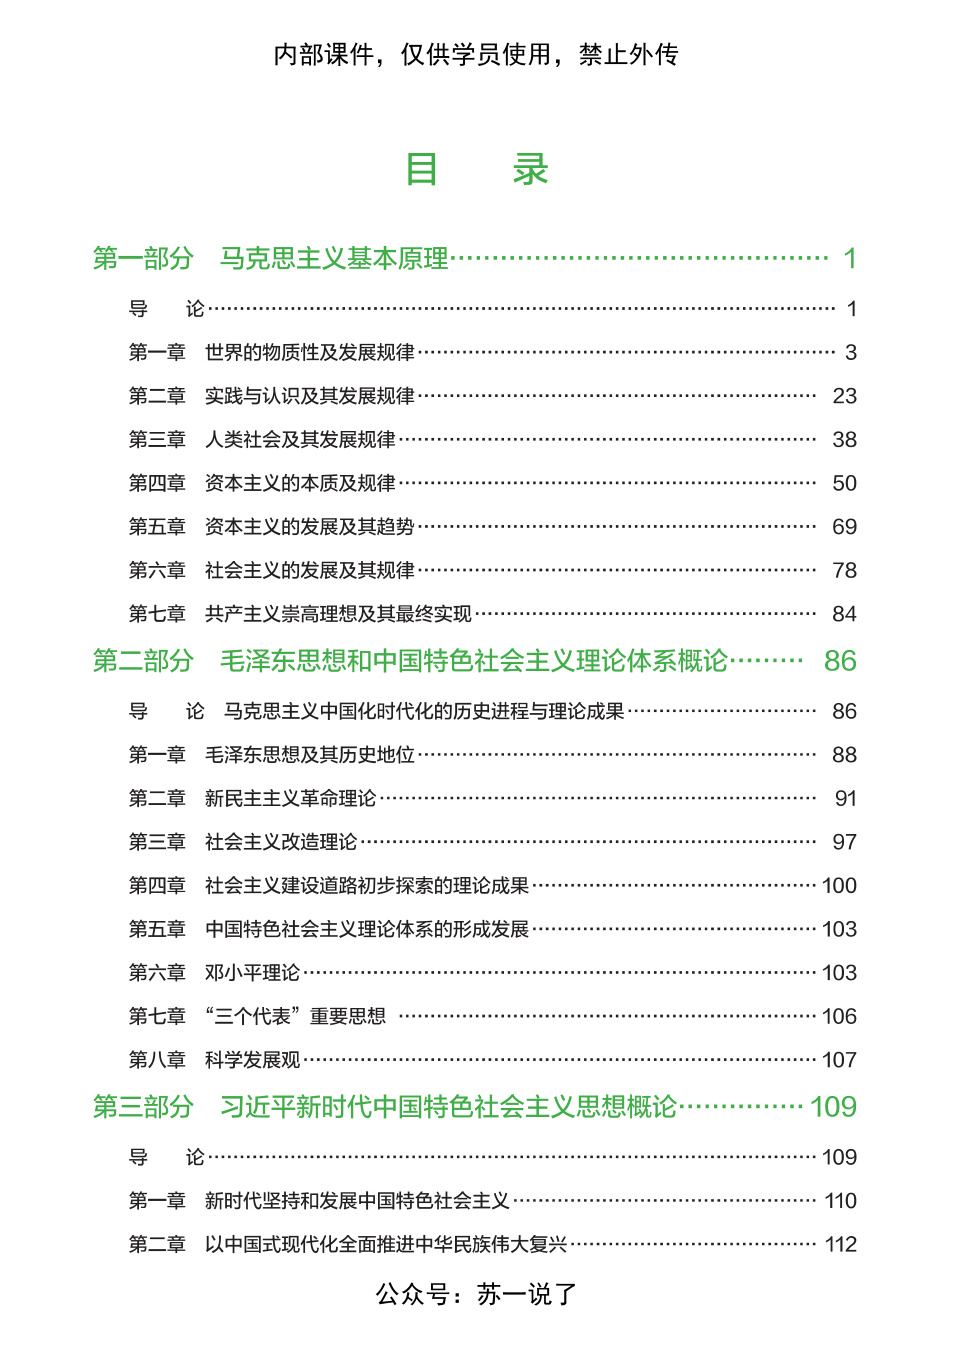 内部课件，仅供学员使用，禁止外传
目　　录
第一部分　马克思主义基本原理…………………………………… 1
导　　论………………………………………………………………… 1
第一章　世界的物质性及发展规律…………………………………… 3
第二章　实践与认识及其发展规律…………………………………… 23
第三章　人类社会及其发展规律……………………………………… 38
第四章　资本主义的本质及规律……………………………………… 50
第五章　资本主义的发展及其趋势…………………………………… 69
第六章　社会主义的发展及其规律…………………………………… 78
第七章　共产主义崇高理想及其最终实现…………………………… 84
第二部分　毛泽东思想和中国特色社会主义理论体系概论……… 86
导　　论　马克思主义中国化时代化的历史进程与理论成果……… 86
第一章　毛泽东思想及其历史地位…………………………………… 88
第二章　新民主主义革命理论………………………………………… 91
第三章　社会主义改造理论…………………………………………… 97
第四章　社会主义建设道路初步探索的理论成果…………………… 100
第五章　中国特色社会主义理论体系的形成发展…………………… 103
第六章　邓小平理论…………………………………………………… 103
第七章　“三个代表”重要思想 ……………………………………… 106
第八章　科学发展观…………………………………………………… 107
第三部分　习近平新时代中国特色社会主义思想概论…………… 109
导　　论………………………………………………………………… 109
第一章　新时代坚持和发展中国特色社会主义……………………… 110
第二章　以中国式现代化全面推进中华民族伟大复兴……………… 112
公众号：苏一说了